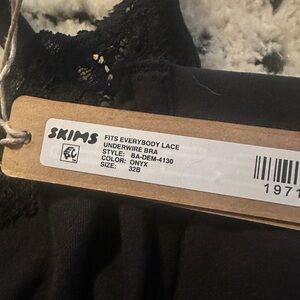 SKIMS
FITS EVERYBODY LACE
UNDERWIRE BRA
STYLE: BA-DEM-4130
COLOR: ONYX
SIZE: 32B
1971